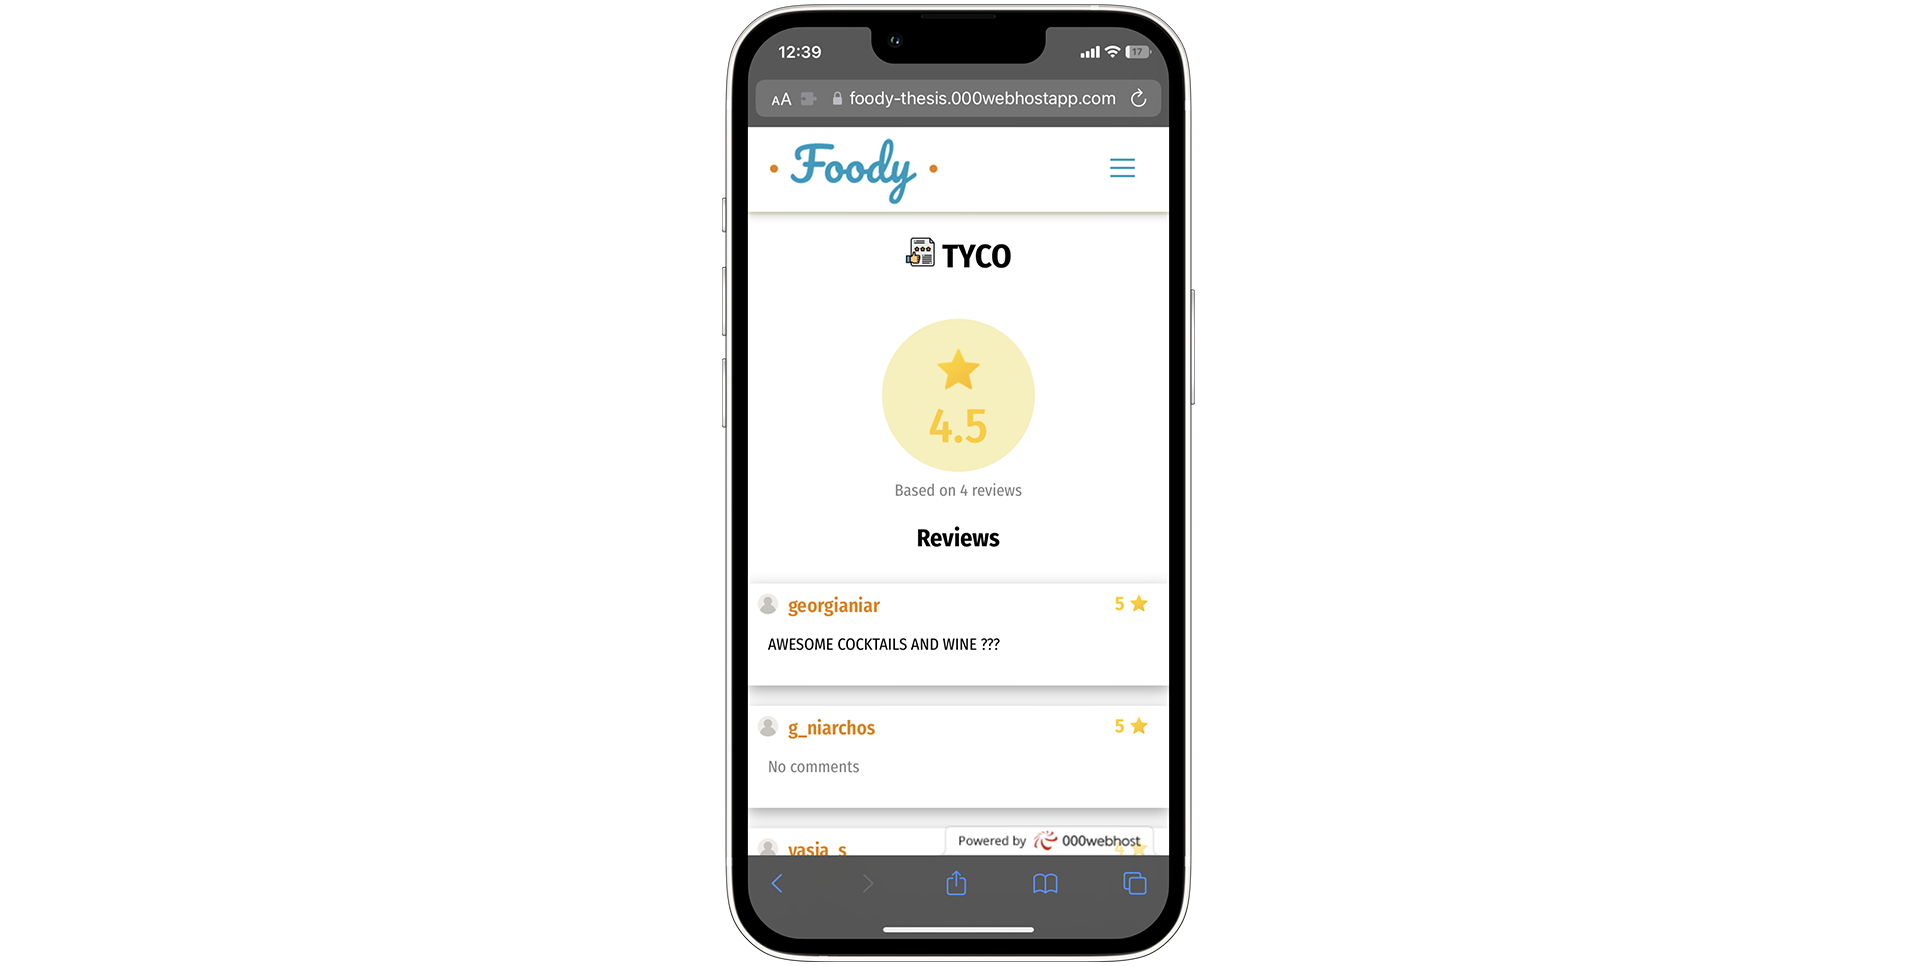 12:39
17
AA foody-thesis.000webhostapp.com
Foody
TYCO
4.5
Based on 4 reviews
Reviews
georgianiar 5
AWESOME COCKTAILS AND WINE ???
g_niarchos 5
No comments
vasia_s 4
Powered by 000webhost